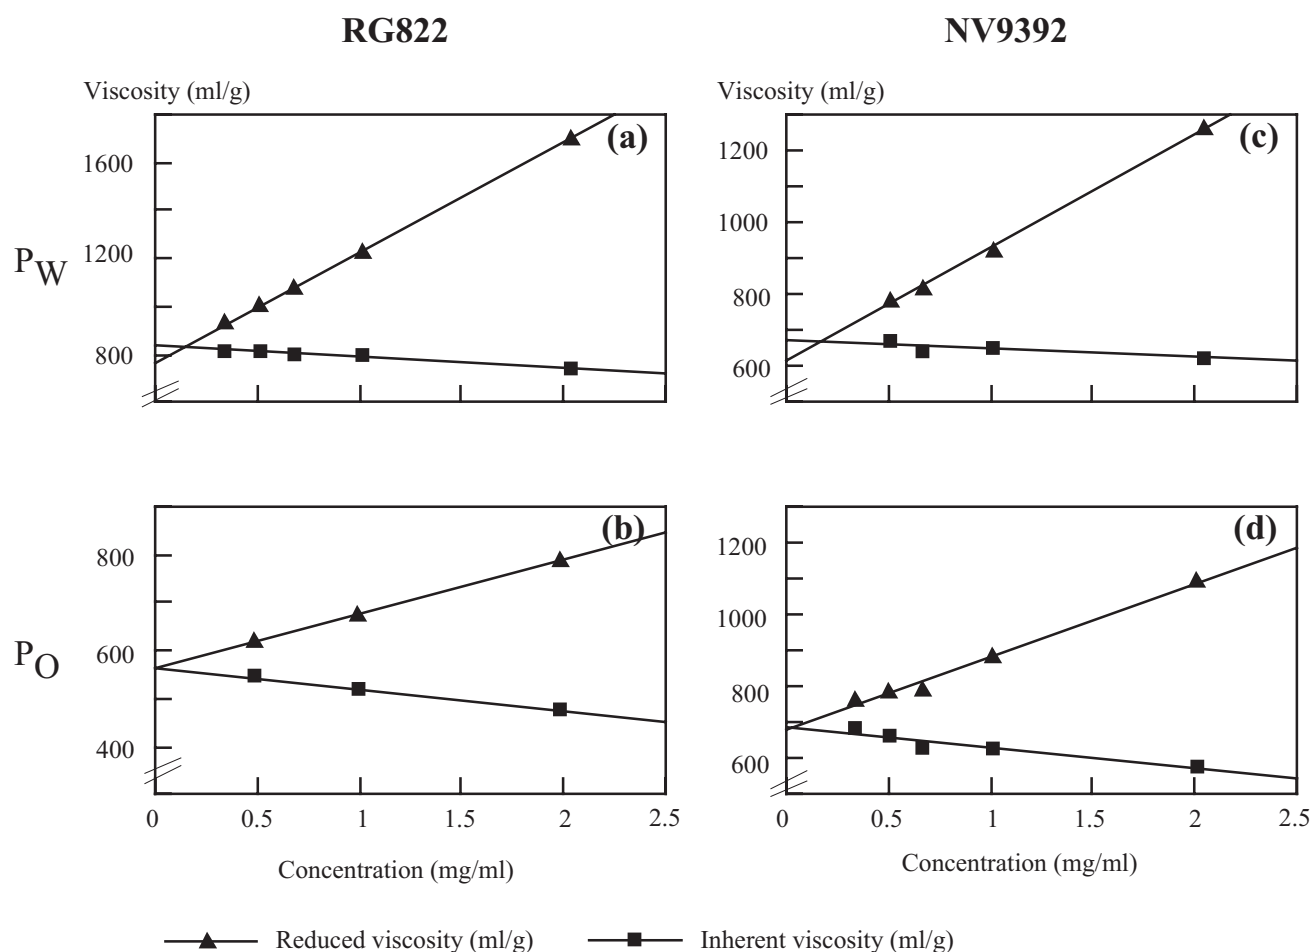 RG822
NV9392
Viscosity (ml/g)
Viscosity (ml/g)
PW
(a)
1600
1200
800
(c)
1200
1000
800
600
PO
(b)
800
600
400
0 0.5 1 1.5 2 2.5
Concentration (mg/ml)
(d)
1200
1000
800
600
0 0.5 1 1.5 2 2.5
Concentration (mg/ml)
Reduced viscosity (ml/g) Inherent viscosity (ml/g)